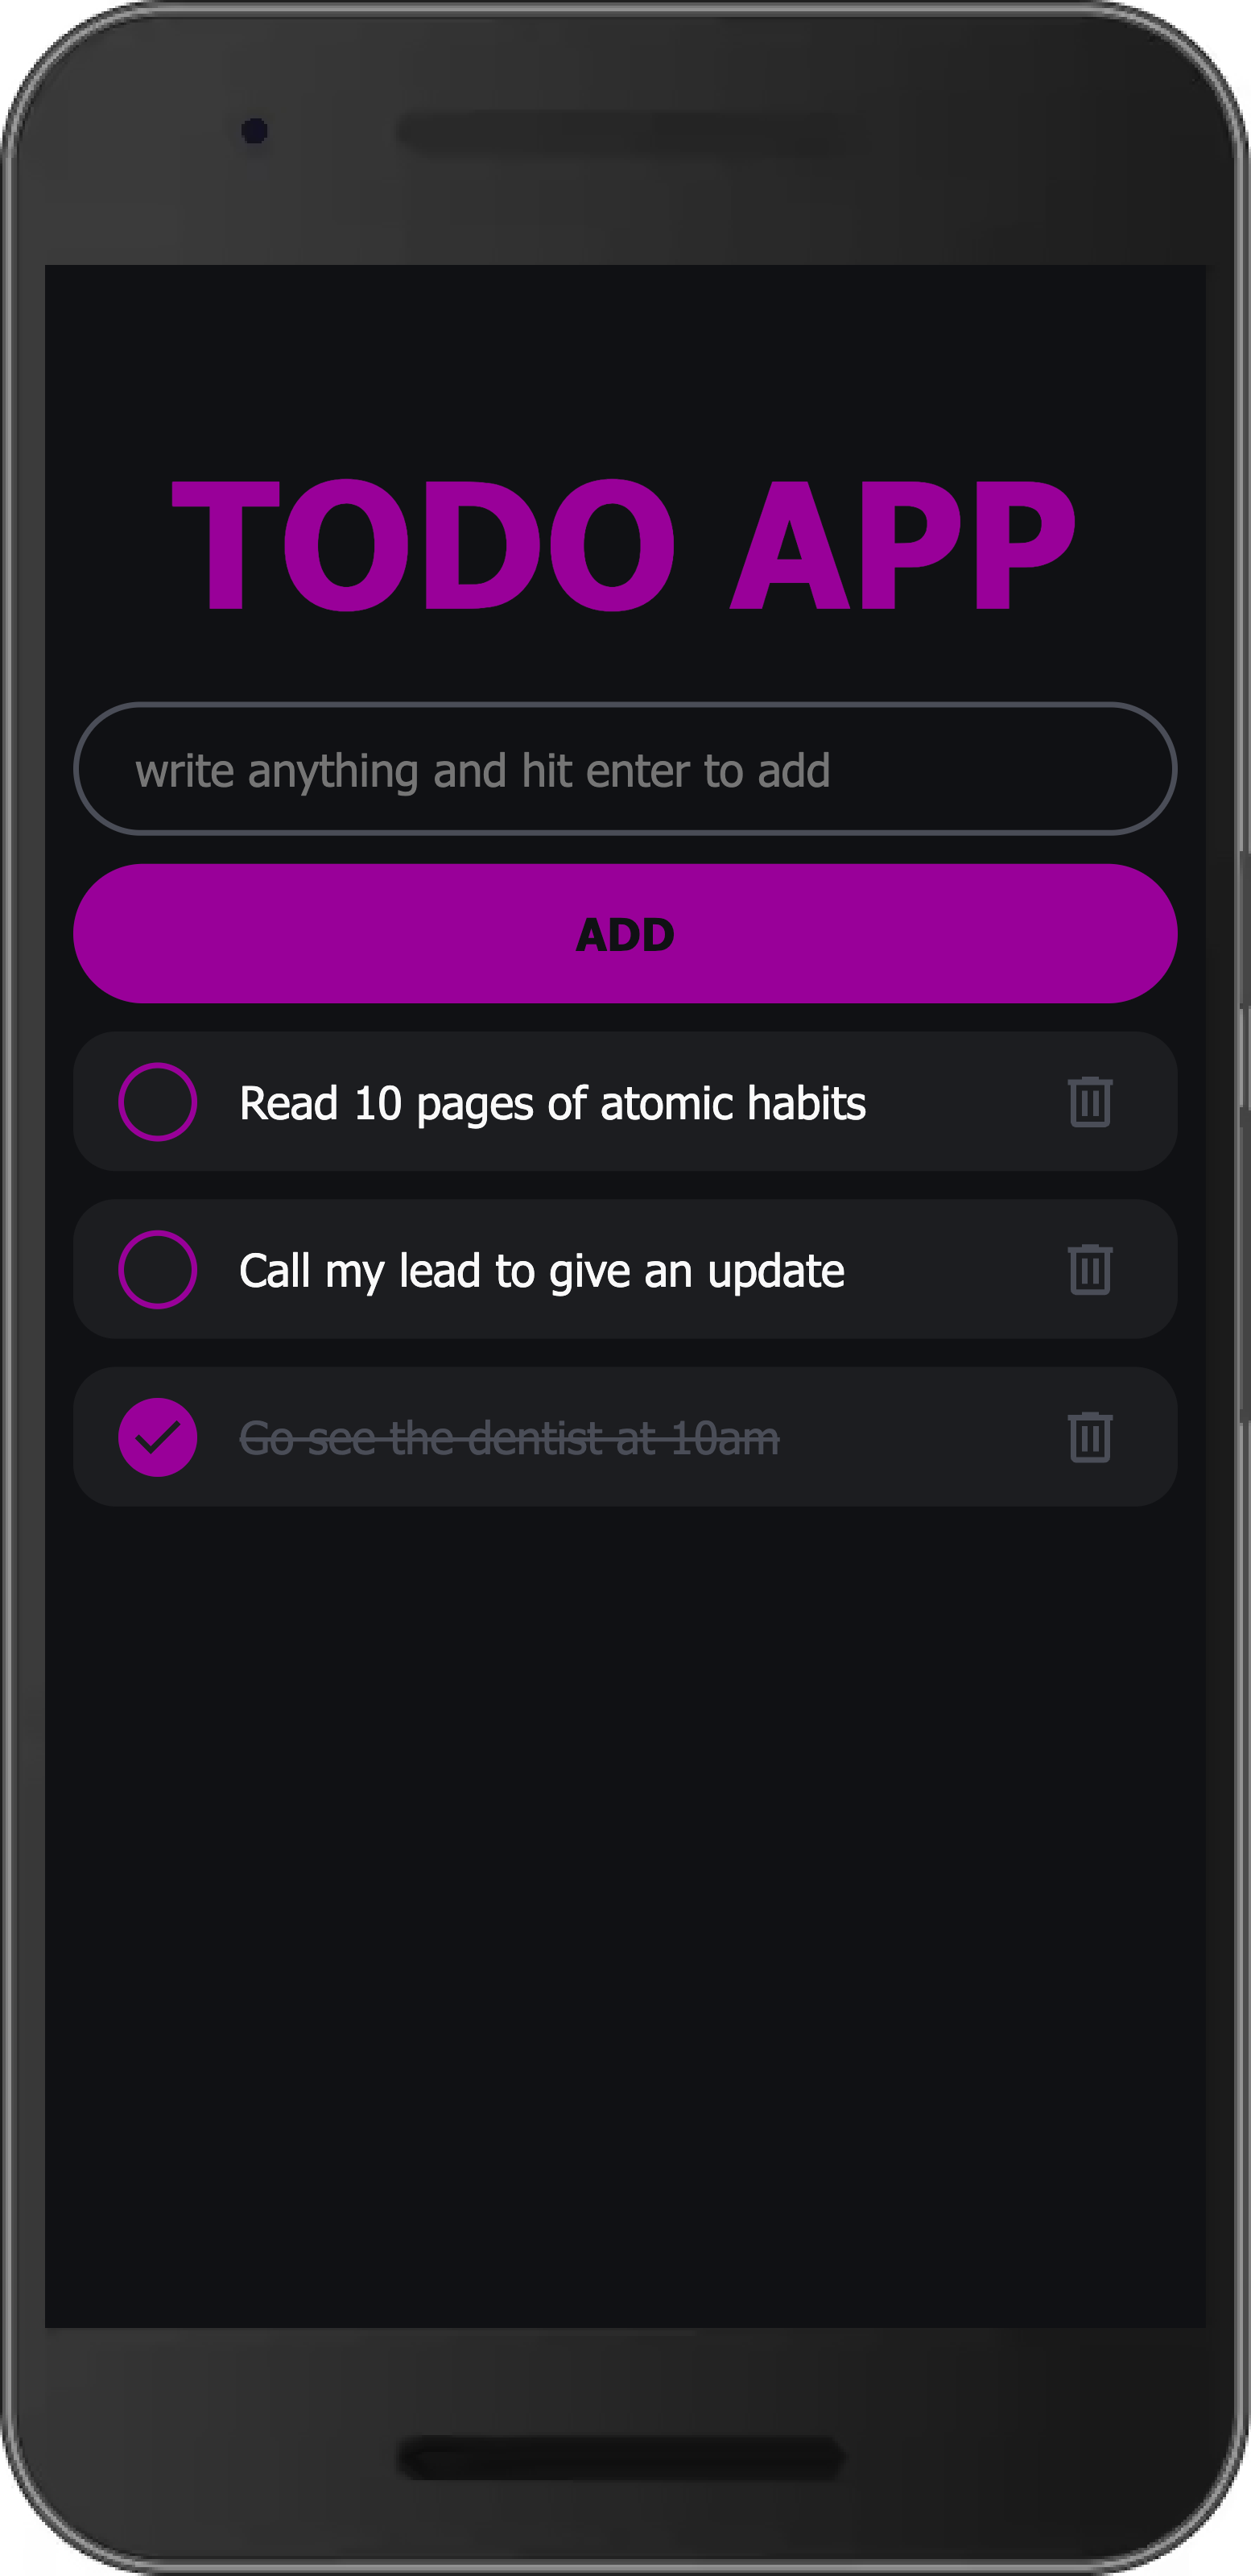 TODO APP
write anything and hit enter to add
ADD
Read 10 pages of atomic habits
Call my lead to give an update
Go see the dentist at 10am